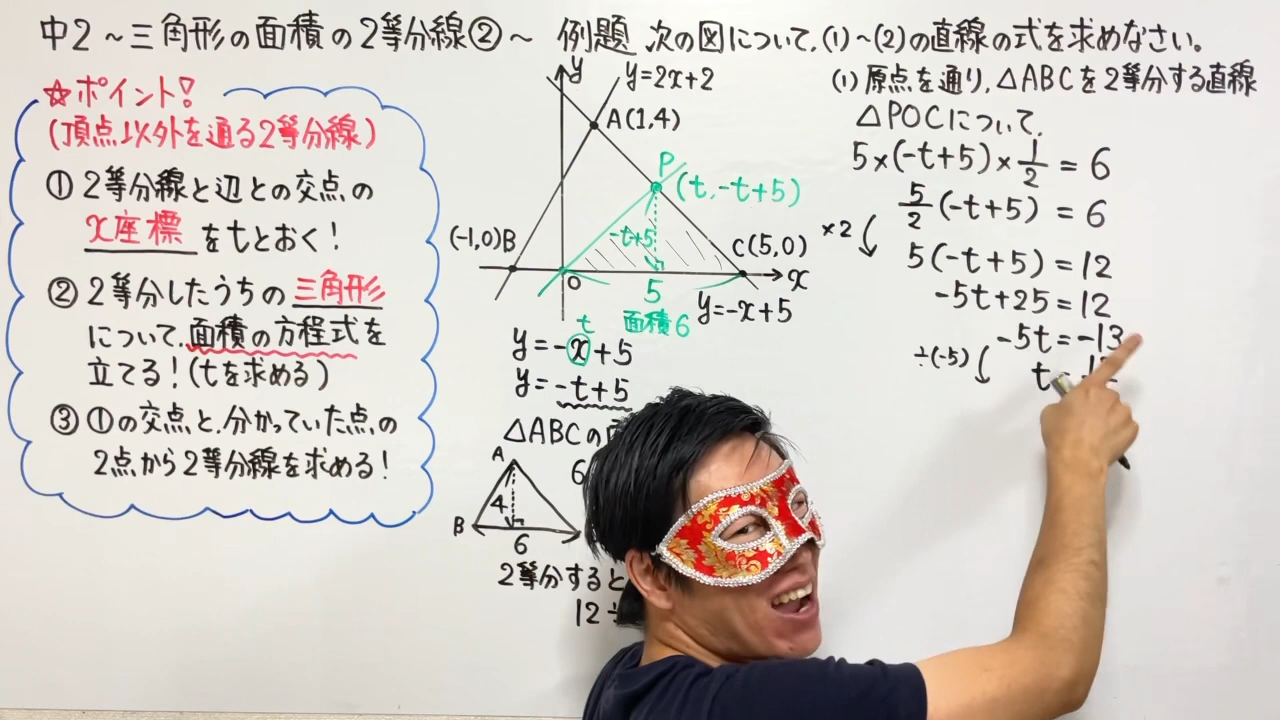 中2～三角形の面積の2等分線②～
例題 次の図について、(1)～(2)の直線の式を求めなさい。
☆ポイント!
(頂点以外を通る2等分線)
①2等分線と辺との交点の
x座標をtとおく!
②2等分したうちの三角形
について、面積の方程式を
立てる!(tを求める)
③①の交点と、分かっていた点の
2点から2等分線を求める!
y
y=2x+2
A(1,4)
P
(t,-t+5)
(-1,0)B
-t+5
C(5,0)
x
O
5
y=-x+5
t
面積6
y=-x+5
y=-t+5
△ABCの
A
6
4
B
6
2等分すると
12÷
(1)原点を通り、△ABCを2等分する直線
△POCについて、
5×(-t+5)×1/2=6
5/2(-t+5)=6
×2
5(-t+5)=12
-5t+25=12
-5t=-13
÷(-5)
t